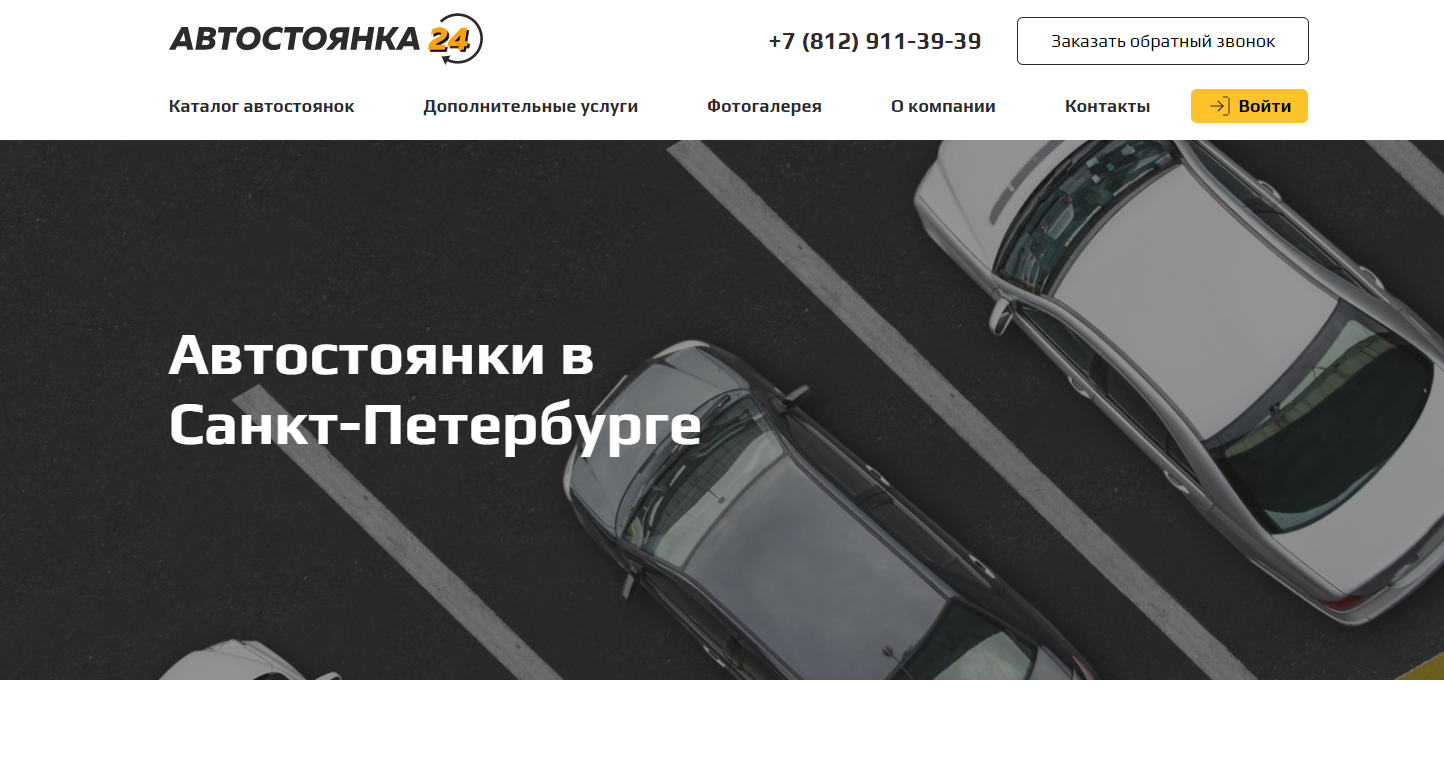 АВТОСТОЯНКА 24
+7 (812) 911-39-39
Заказать обратный звонок
Каталог автостоянок
Дополнительные услуги
Фотогалерея
О компании
Контакты
Войти
Автостоянки в
Санкт-Петербурге